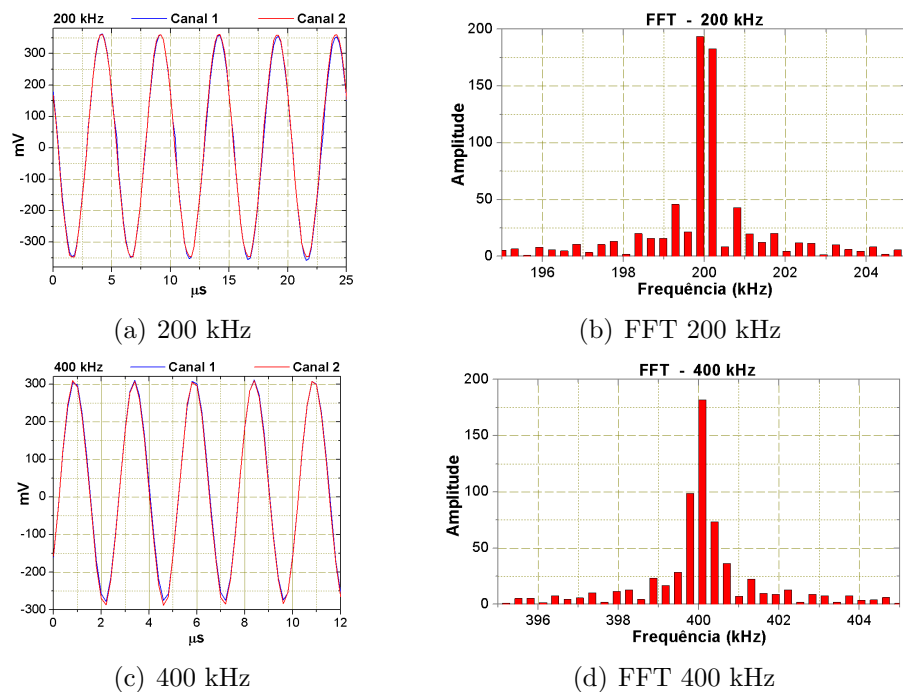 200 kHz Canal 1 Canal 2
300
200
100
0
-100
-200
-300
mV
0 5 10 15 20 25
μs
(a) 200 kHz
FFT - 200 kHz
200
150
100
50
0
Amplitude
196 198 200 202 204
Frequência (kHz)
(b) FFT 200 kHz
400 kHz Canal 1 Canal 2
300
200
100
0
-100
-200
-300
mV
0 2 4 6 8 10 12
μs
(c) 400 kHz
FFT - 400 kHz
200
150
100
50
0
Amplitude
396 398 400 402 404
Frequência (kHz)
(d) FFT 400 kHz